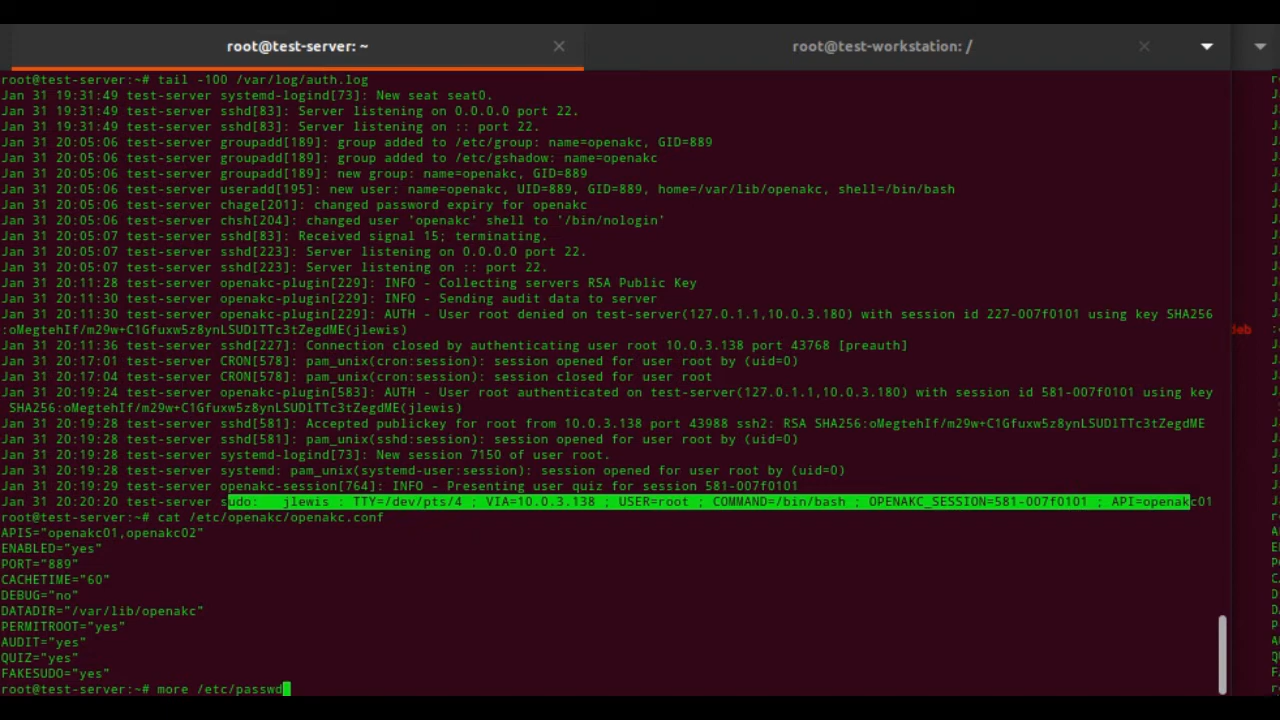 root@test-server: ~
root@test-workstation: /
root@test-server:~# tail -100 /var/log/auth.log
Jan 31 19:31:49 test-server systemd-logind[73]: New seat seat0.
Jan 31 19:31:49 test-server sshd[83]: Server listening on 0.0.0.0 port 22.
Jan 31 19:31:49 test-server sshd[83]: Server listening on :: port 22.
Jan 31 20:05:06 test-server groupadd[189]: group added to /etc/group: name=openakc, GID=889
Jan 31 20:05:06 test-server groupadd[189]: group added to /etc/gshadow: name=openakc
Jan 31 20:05:06 test-server groupadd[189]: new group: name=openakc, GID=889
Jan 31 20:05:06 test-server useradd[195]: new user: name=openakc, UID=889, GID=889, home=/var/lib/openakc, shell=/bin/bash
Jan 31 20:05:06 test-server chage[201]: changed password expiry for openakc
Jan 31 20:05:06 test-server chsh[204]: changed user 'openakc' shell to '/bin/nologin'
Jan 31 20:05:07 test-server sshd[83]: Received signal 15; terminating.
Jan 31 20:05:07 test-server sshd[223]: Server listening on 0.0.0.0 port 22.
Jan 31 20:05:07 test-server sshd[223]: Server listening on :: port 22.
Jan 31 20:11:28 test-server openakc-plugin[229]: INFO - Collecting servers RSA Public Key
Jan 31 20:11:30 test-server openakc-plugin[229]: INFO - Sending audit data to server
Jan 31 20:11:30 test-server openakc-plugin[229]: AUTH - User root denied on test-server(127.0.1.1,10.0.3.180) with session id 227-007f0101 using key SHA256
:oMegtehIf/m29w+C1Gfuxw5z8ynLSUDlTTc3tZegdME(jlewis)
Jan 31 20:11:36 test-server sshd[227]: Connection closed by authenticating user root 10.0.3.138 port 43768 [preauth]
Jan 31 20:17:01 test-server CRON[578]: pam_unix(cron:session): session opened for user root by (uid=0)
Jan 31 20:17:04 test-server CRON[578]: pam_unix(cron:session): session closed for user root
Jan 31 20:19:24 test-server openakc-plugin[583]: AUTH - User root authenticated on test-server(127.0.1.1,10.0.3.180) with session id 581-007f0101 using key
SHA256:oMegtehIf/m29w+C1Gfuxw5z8ynLSUDlTTc3tZegdME(jlewis)
Jan 31 20:19:28 test-server sshd[581]: Accepted publickey for root from 10.0.3.138 port 43988 ssh2: RSA SHA256:oMegtehIf/m29w+C1Gfuxw5z8ynLSUDlTTc3tZegdME
Jan 31 20:19:28 test-server sshd[581]: pam_unix(sshd:session): session opened for user root by (uid=0)
Jan 31 20:19:28 test-server systemd-logind[73]: New session 7150 of user root.
Jan 31 20:19:28 test-server systemd: pam_unix(systemd-user:session): session opened for user root by (uid=0)
Jan 31 20:19:29 test-server openakc-session[764]: INFO - Presenting user quiz for session 581-007f0101
Jan 31 20:20:20 test-server sudo:   jlewis : TTY=/dev/pts/4 ; VIA=10.0.3.138 ; USER=root ; COMMAND=/bin/bash ; OPENAKC_SESSION=581-007f0101 ; API=openakc01
root@test-server:~# cat /etc/openakc/openakc.conf
APIS="openakc01,openakc02"
ENABLED="yes"
PORT="889"
CACHETIME="60"
DEBUG="no"
DATADIR="/var/lib/openakc"
PERMITROOT="yes"
AUDIT="yes"
QUIZ="yes"
FAKESUDO="yes"
root@test-server:~# more /etc/passwd